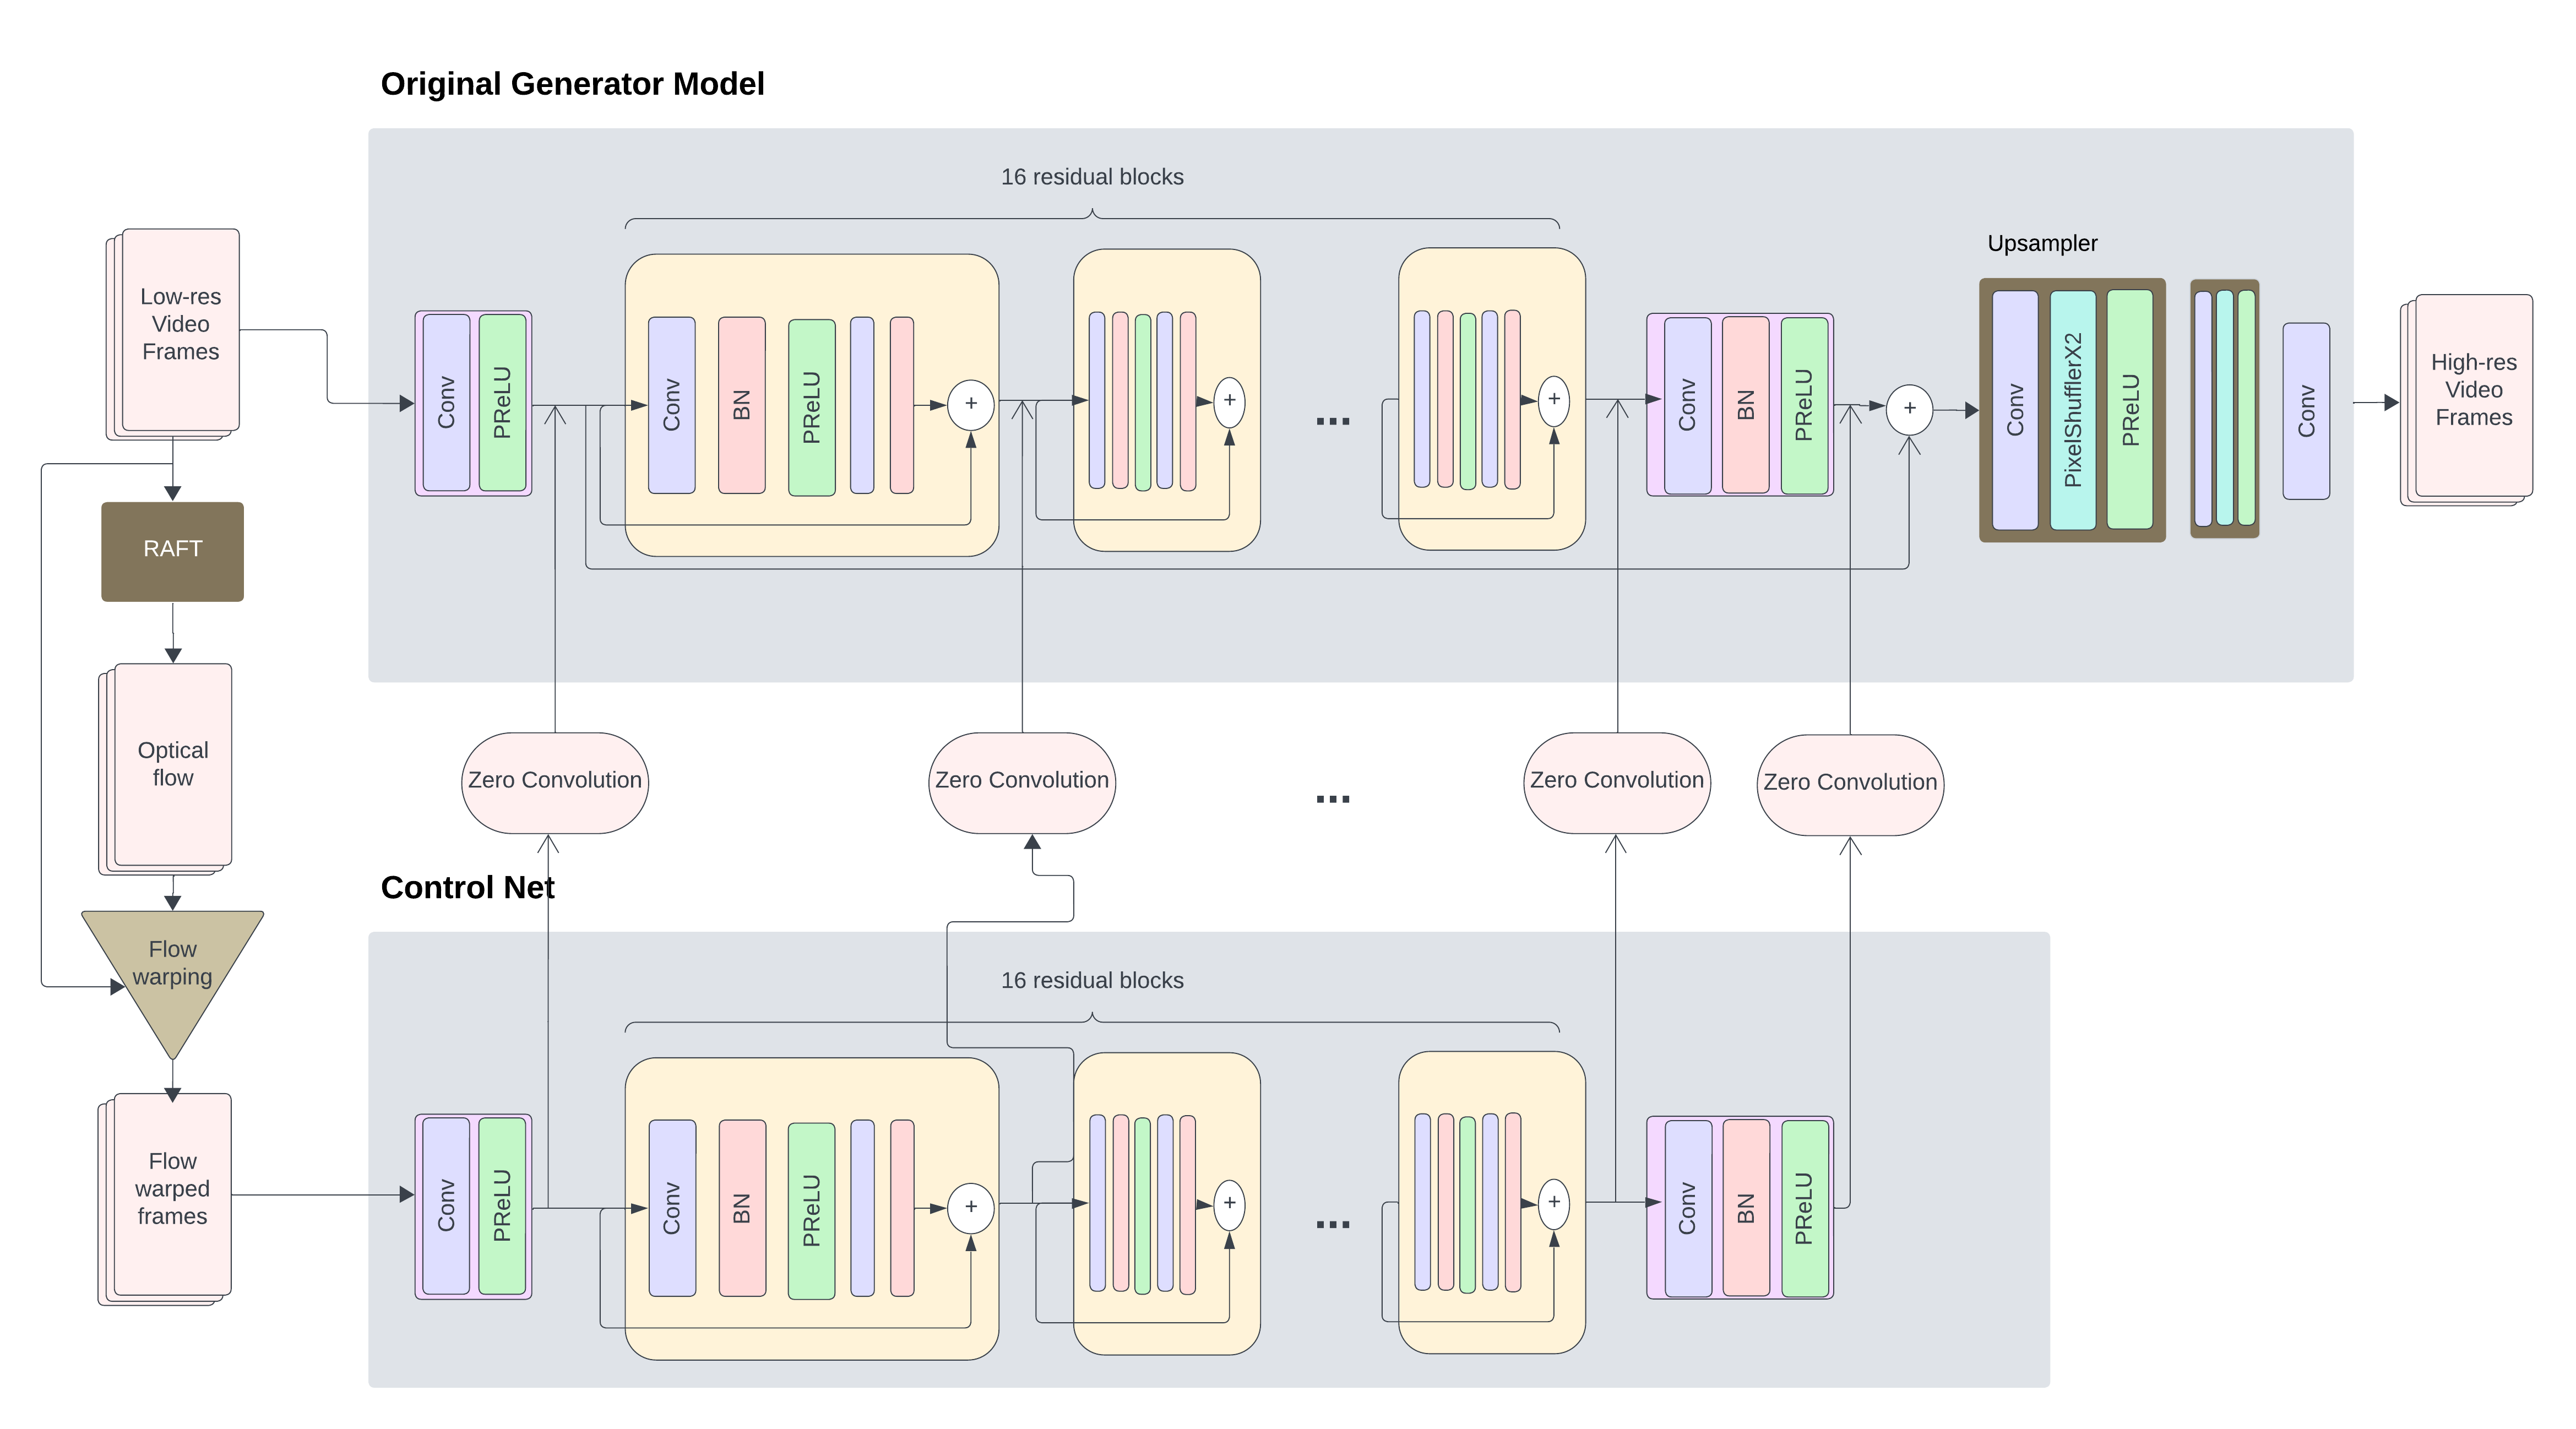 Original Generator Model
16 residual blocks
Upsampler
Low-res
Video
Frames
Conv
PReLU
Conv
BN
PReLU
+
+
...
+
Conv
BN
PReLU
+
Conv
PixelShufflerX2
PReLU
Conv
High-res
Video
Frames
RAFT
Optical
flow
Zero Convolution
Zero Convolution
...
Zero Convolution
Zero Convolution
Control Net
Flow
warping
16 residual blocks
Flow
warped
frames
Conv
PReLU
Conv
BN
PReLU
+
+
...
+
Conv
BN
PReLU